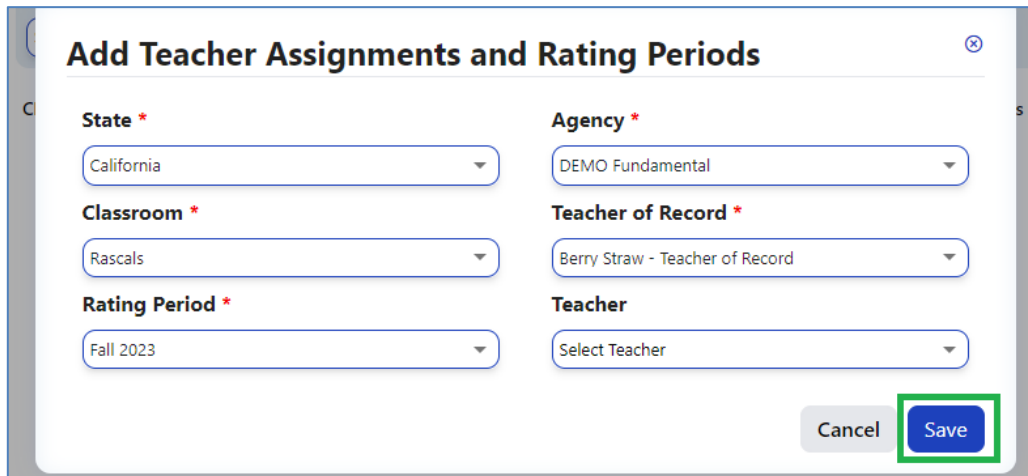 Add Teacher Assignments and Rating Periods
State *
Agency *
California
DEMO Fundamental
Classroom *
Teacher of Record *
Rascals
Berry Straw - Teacher of Record
Rating Period *
Teacher
Fall 2023
Select Teacher
Cancel
Save